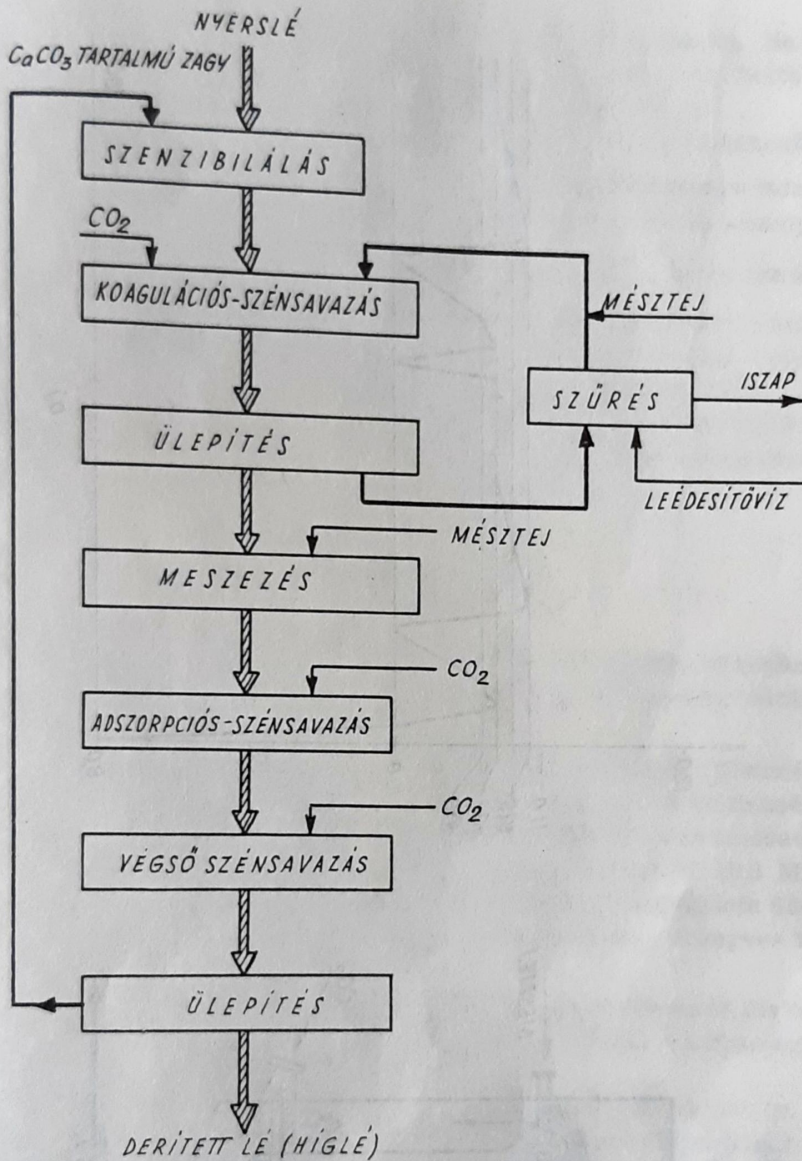 NYERSLÉ
CaCO3 TARTALMÚ ZAGY
SZENZIBILÁLÁS
CO2
KOAGULÁCIÓS-SZÉNSAVAZÁS
MÉSZTEJ
ISZAP
SZŰRÉS
ÜLEPÍTÉS
LEÉDESÍTŐVÍZ
MÉSZTEJ
MESZEZÉS
CO2
ADSZORPCIÓS-SZÉNSAVAZÁS
CO2
VÉGSŐ SZÉNSAVAZÁS
ÜLEPÍTÉS
DERÍTETT LÉ (HÍGLÉ)